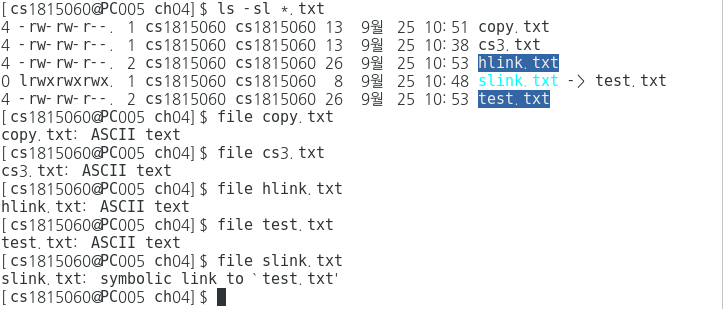 [cs1815060@PC005 ch04]$ ls -sl *.txt
4 -rw-rw-r--. 1 cs1815060 cs1815060 13  9월  25 10:51 copy.txt
4 -rw-rw-r--. 1 cs1815060 cs1815060 13  9월  25 10:38 cs3.txt
4 -rw-rw-r--. 2 cs1815060 cs1815060 26  9월  25 10:53 hlink.txt
0 lrwxrwxrwx. 1 cs1815060 cs1815060  8  9월  25 10:48 slink.txt -> test.txt
4 -rw-rw-r--. 2 cs1815060 cs1815060 26  9월  25 10:53 test.txt
[cs1815060@PC005 ch04]$ file copy.txt
copy.txt: ASCII text
[cs1815060@PC005 ch04]$ file cs3.txt
cs3.txt: ASCII text
[cs1815060@PC005 ch04]$ file hlink.txt
hlink.txt: ASCII text
[cs1815060@PC005 ch04]$ file test.txt
test.txt: ASCII text
[cs1815060@PC005 ch04]$ file slink.txt
slink.txt: symbolic link to `test.txt'
[cs1815060@PC005 ch04]$